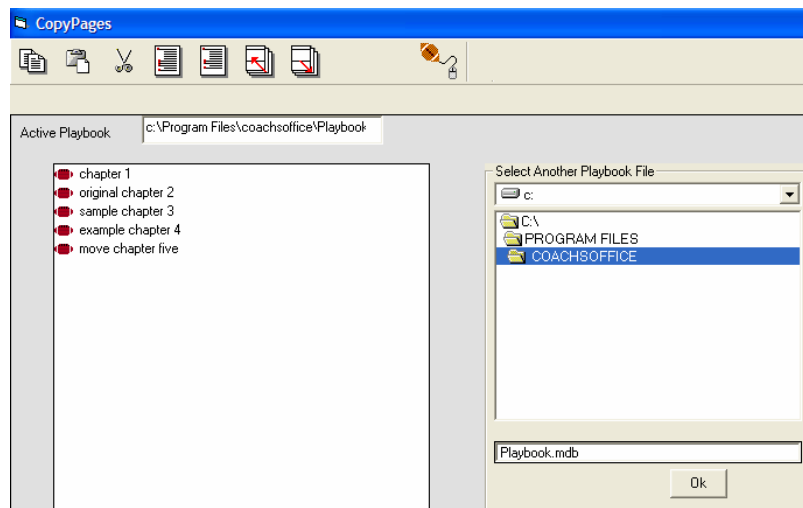 CopyPages
Active Playbook
c:\Program Files\coachsoffice\Playbook
chapter 1
original chapter 2
sample chapter 3
example chapter 4
move chapter five
Select Another Playbook File
c:
C:\
PROGRAM FILES
COACHSOFFICE
Playbook.mdb
Ok